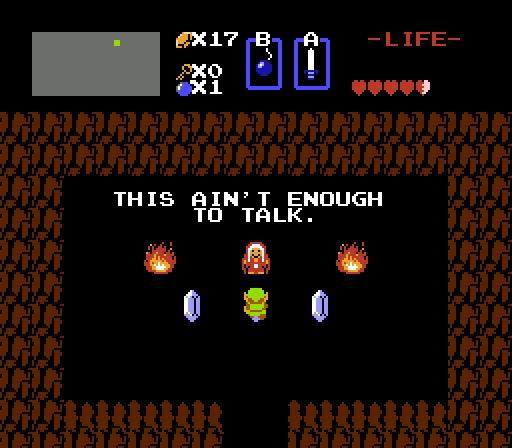 X17 B A -LIFE-
X0
X1
THIS AIN'T ENOUGH
TO TALK.